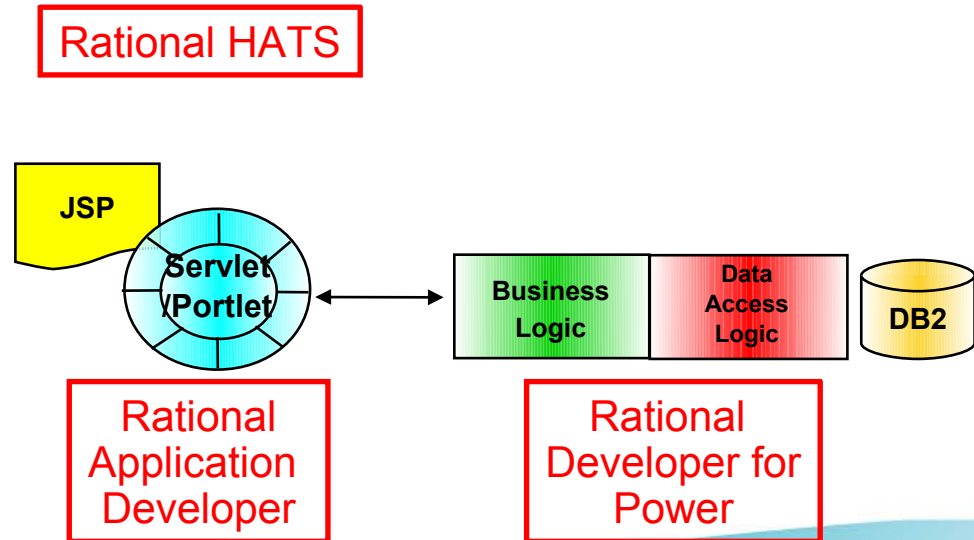 Rational HATS
JSP
Servlet
/Portlet
Business
Logic
Data
Access
Logic
DB2
Rational
Application
Developer
Rational
Developer for
Power